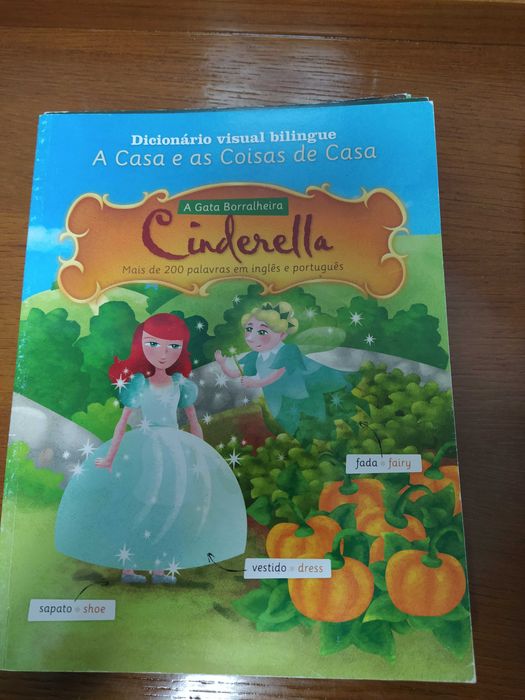 Dicionário visual bilingue
A Casa e as Coisas de Casa
A Gata Borralheira
Cinderella
Mais de 200 palavras em inglês e português
fada • fairy
vestido • dress
sapato • shoe